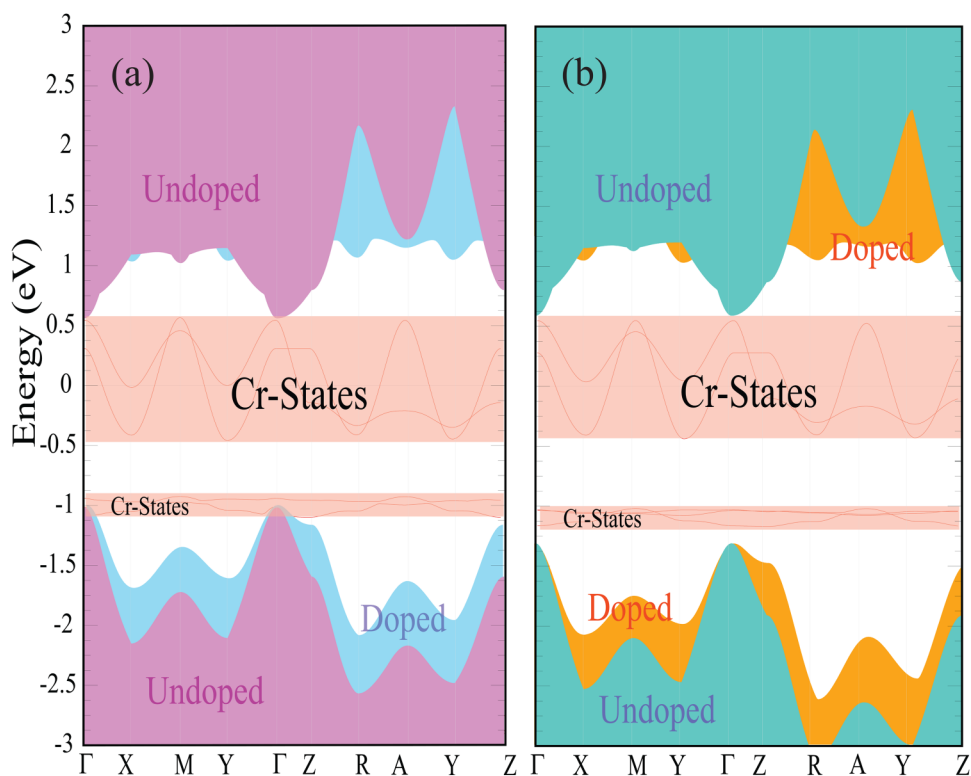 3
2.5
2
1.5
1
0.5
0
-0.5
-1
-1.5
-2
-2.5
-3
Energy (eV)
(a)
Undoped
Cr-States
Cr-States
Doped
Undoped
Γ X M Y Γ Z R A Y Z
(b)
Undoped
Doped
Cr-States
Cr-States
Doped
Undoped
Γ X M Y Γ Z R A Y Z